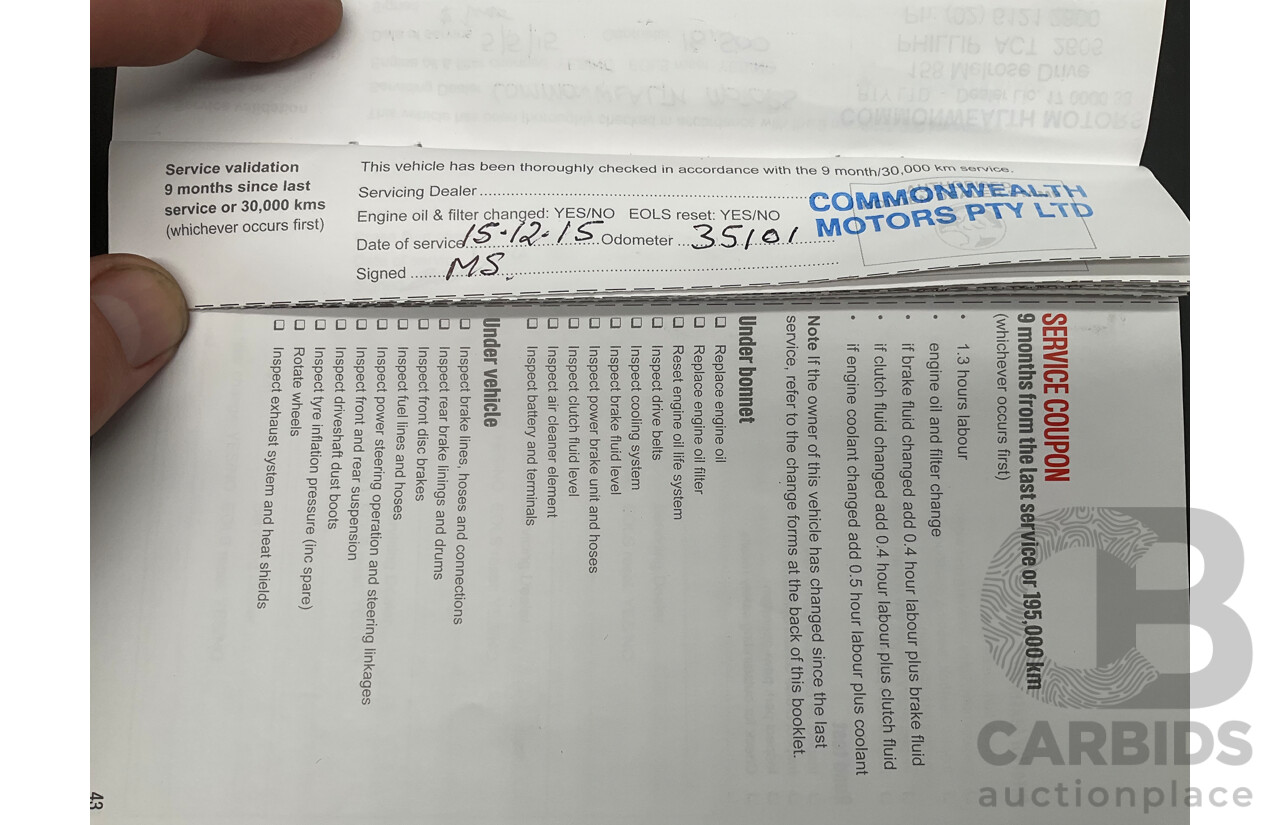 Service validation
9 months since last
service or 30,000 kms
(whichever occurs first)
This vehicle has been thoroughly checked in accordance with the 9 month/30,000 km service.
Servicing Dealer
COMMONWEALTH
MOTORS PTY LTD
Engine oil & filter changed: YES/NO EOLS reset: YES/NO
Date of service 15-12-15 Odometer 35101
Signed MS.
SERVICE COUPON
9 months from the last service or 195,000 km
(whichever occurs first)
• 1.3 hours labour
• engine oil and filter change
• if brake fluid changed add 0.4 hour labour plus brake fluid
• if clutch fluid changed add 0.4 hour labour plus clutch fluid
• if engine coolant changed add 0.5 hour labour plus coolant
Note If the owner of this vehicle has changed since the last
service, refer to the change forms at the back of this booklet.
Under bonnet
❑ Replace engine oil
❑ Replace engine oil filter
❑ Reset engine oil life system
❑ Inspect drive belts
❑ Inspect cooling system
❑ Inspect brake fluid level
❑ Inspect power brake unit and hoses
❑ Inspect clutch fluid level
❑ Inspect air cleaner element
❑ Inspect battery and terminals
Under vehicle
❑ Inspect brake lines, hoses and connections
❑ Inspect rear brake linings and drums
❑ Inspect front disc brakes
❑ Inspect fuel lines and hoses
❑ Inspect power steering operation and steering linkages
❑ Inspect front and rear suspension
❑ Inspect driveshaft dust boots
❑ Inspect tyre inflation pressure (inc spare)
❑ Rotate wheels
❑ Inspect exhaust system and heat shields
43
CARBIDS
auctionplace